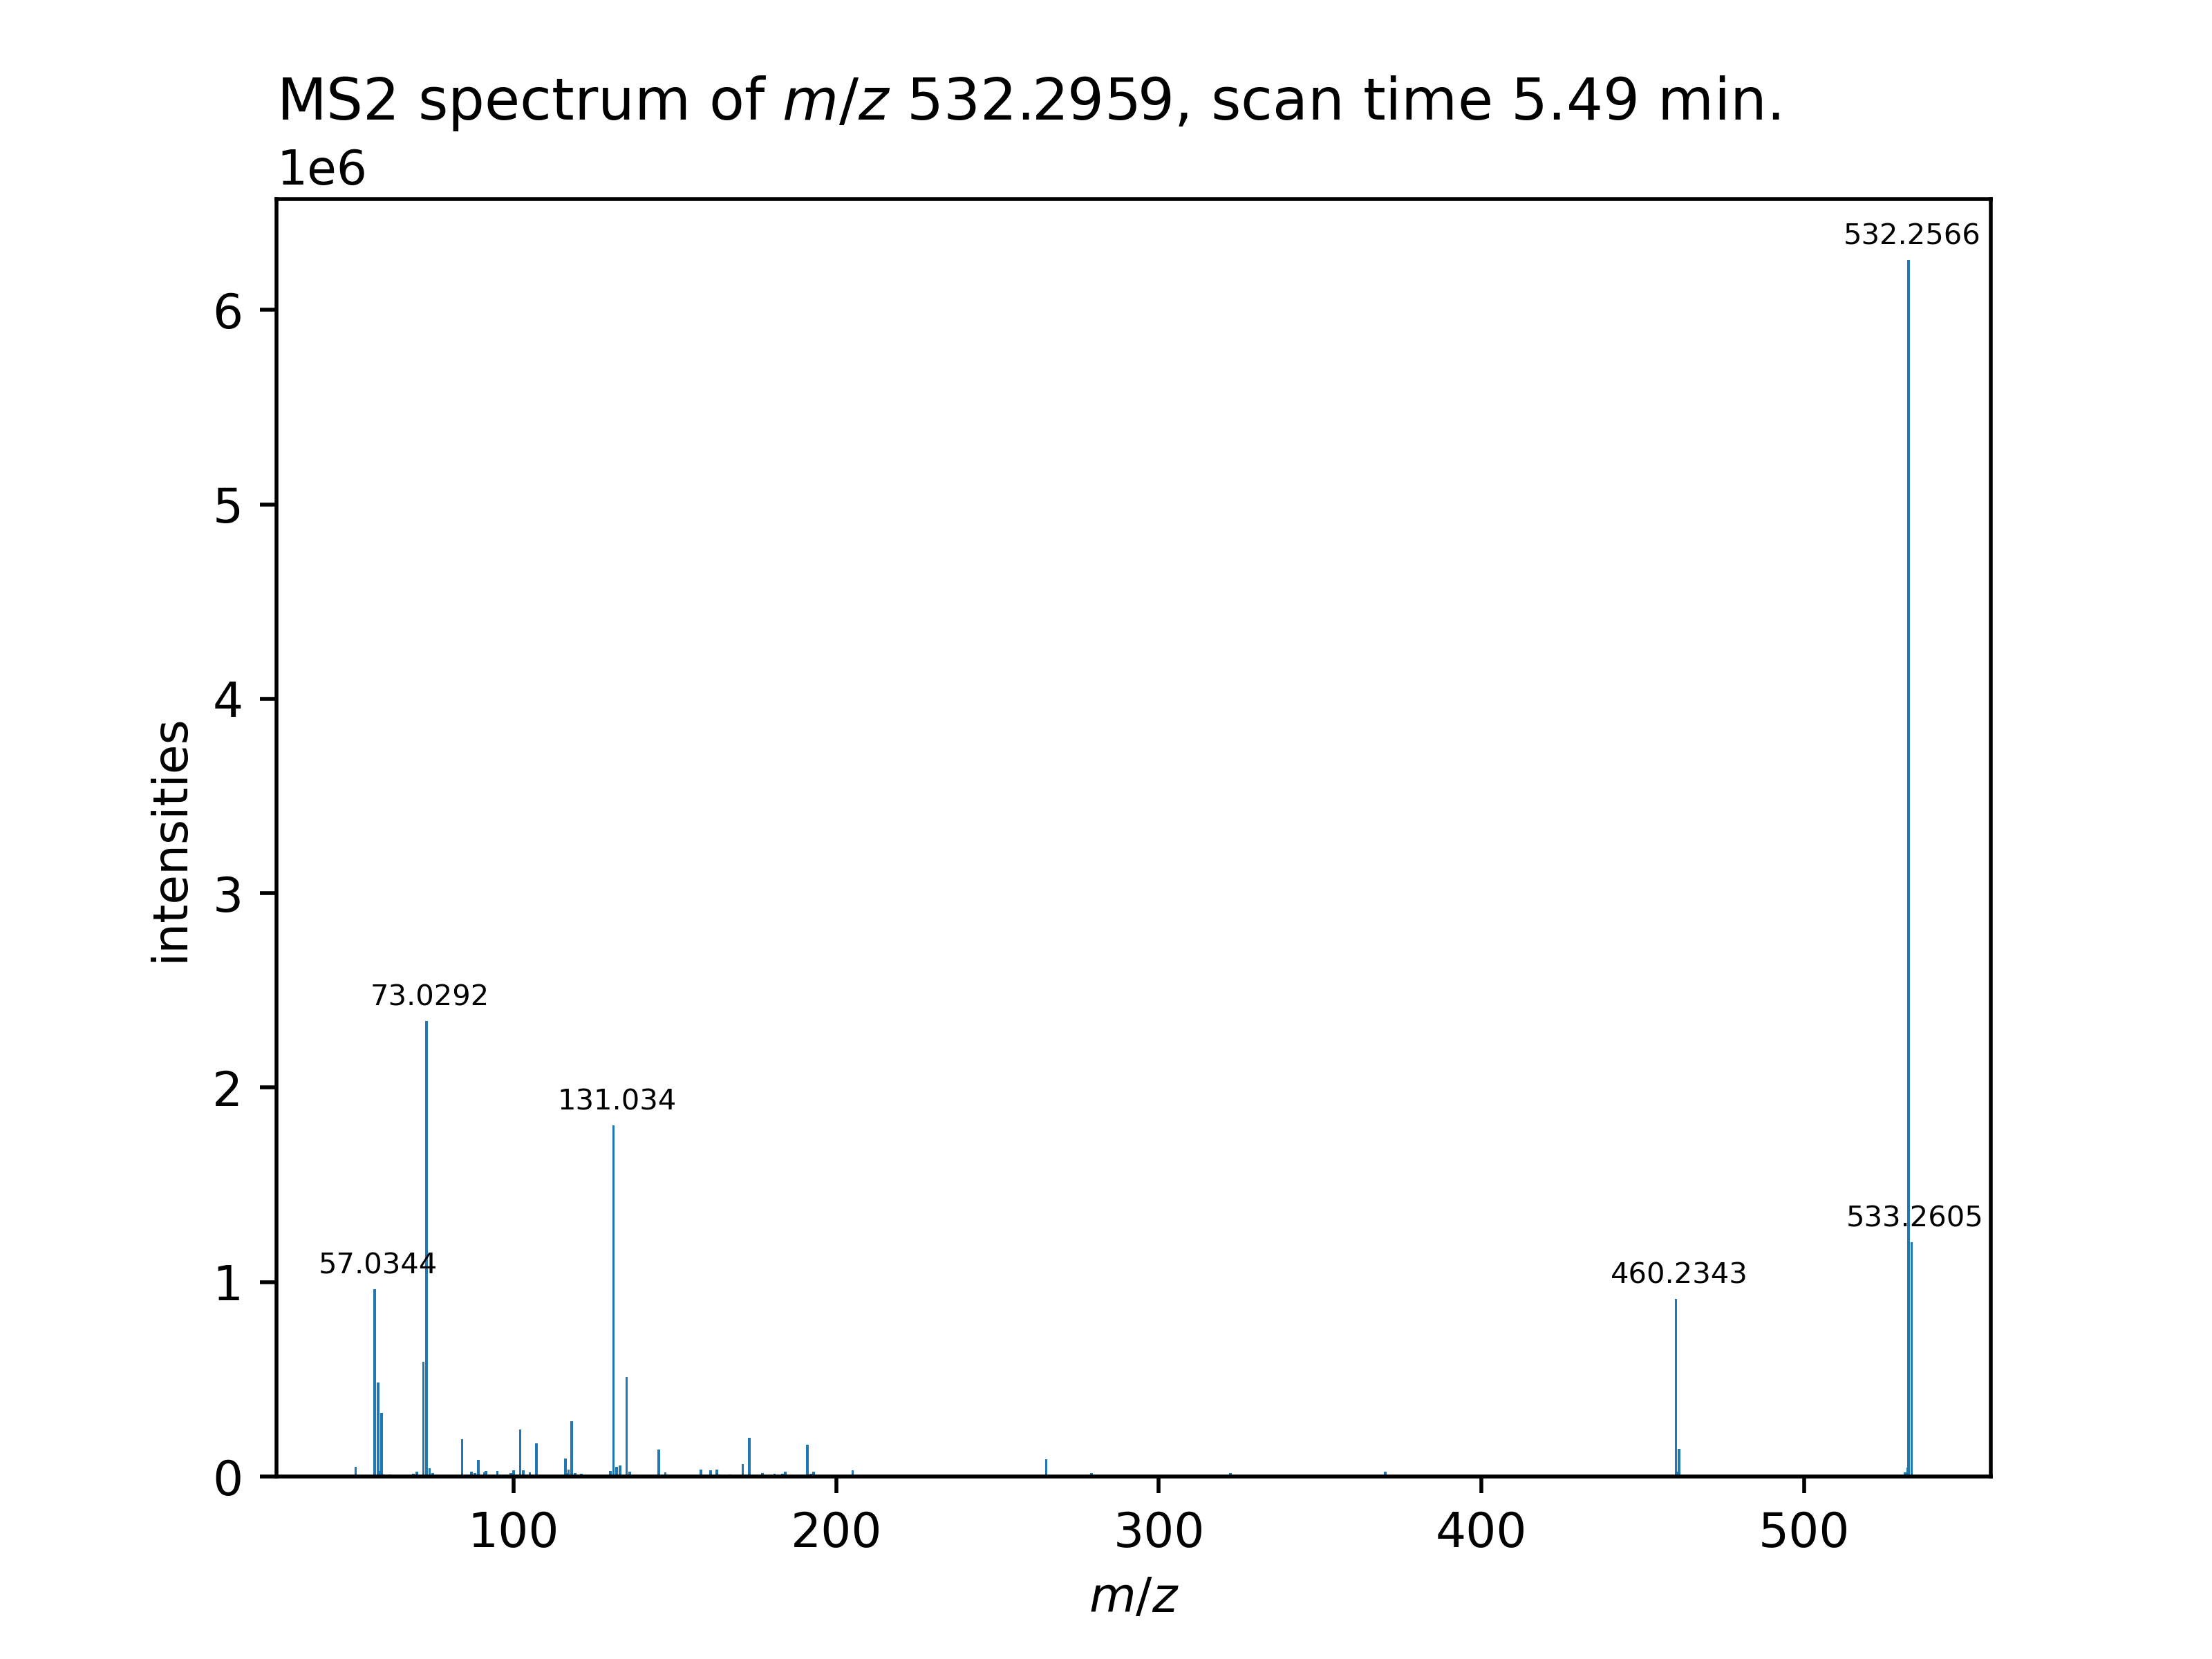 MS2 spectrum of m/z 532.2959, scan time 5.49 min.
1e6
532.2566
6
5
4
3
intensities
73.0292
2
131.034
533.2605
57.0344
460.2343
1
0
100 200 300 400 500
m/z